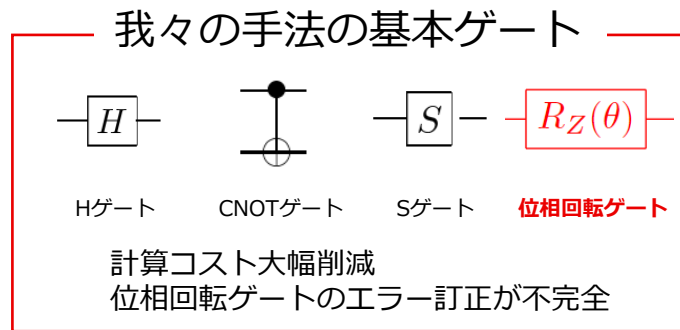 我々の手法の基本ゲート
H
S
R_Z(θ)
Hゲート CNOTゲート Sゲート 位相回転ゲート
計算コスト大幅削減
位相回転ゲートのエラー訂正が不完全